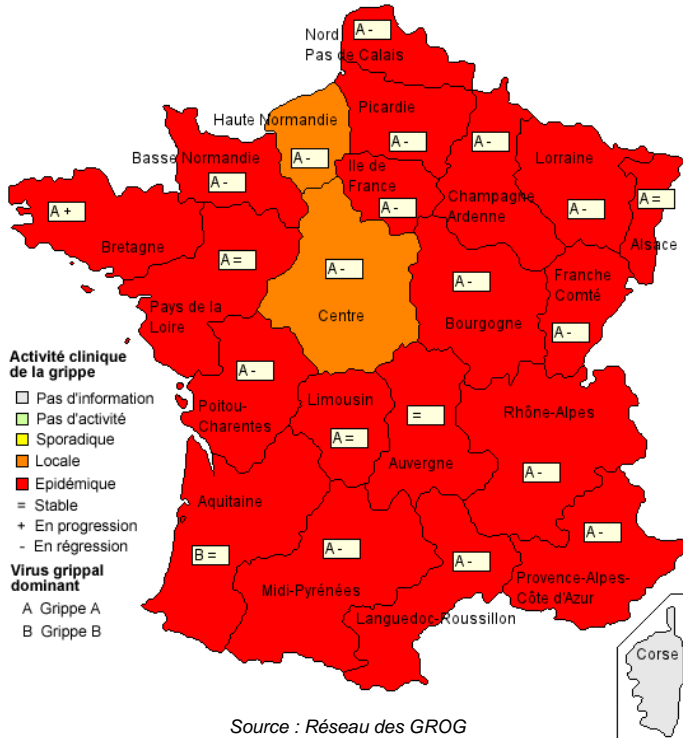 Nord
Pas de Calais
A -
Haute Normandie
A -
Picardie
A -
A -
Champagne
Ardenne
Lorraine
A -
A =
Alsace
Basse Normandie
A -
Ile de
France
A -
A +
Bretagne
A =
Pays de la
Loire
A -
Centre
A -
Bourgogne
Franche
Comté
A -
A -
Poitou-
Charentes
Limousin
A =
=
Auvergne
Rhône-Alpes
A -
Aquitaine
B =
A -
Midi-Pyrénées
A -
Languedoc-Roussillon
A -
Provence-Alpes-
Côte d'Azur
Corse
Activité clinique
de la grippe
Pas d'information
Pas d'activité
Sporadique
Locale
Epidémique
= Stable
+ En progression
- En régression
Virus grippal
dominant
A Grippe A
B Grippe B
Source : Réseau des GROG